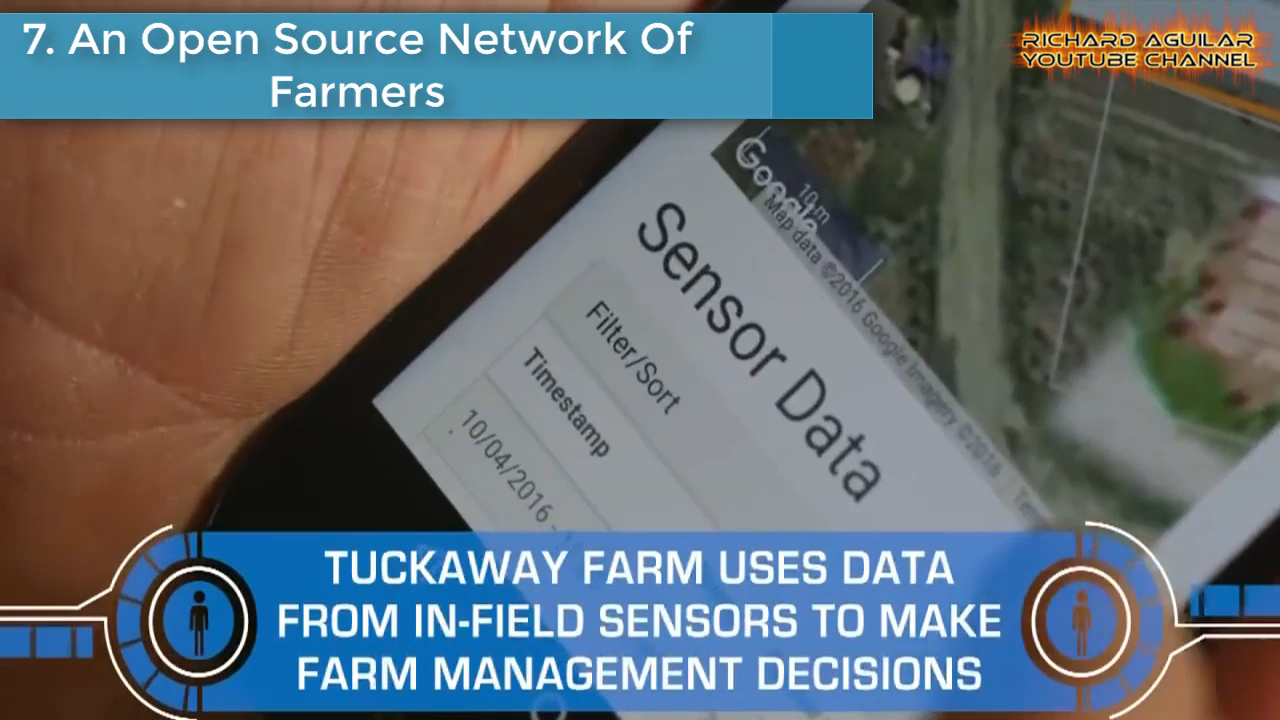 7. An Open Source Network Of
Farmers
RICHARD AGUILAR
YOUTUBE CHANNEL
Google
10 m
Map data ©2016 Google Imagery ©2016
Sensor Data
Filter/Sort
Timestamp
10/04/2016 -
TUCKAWAY FARM USES DATA
FROM IN-FIELD SENSORS TO MAKE
FARM MANAGEMENT DECISIONS